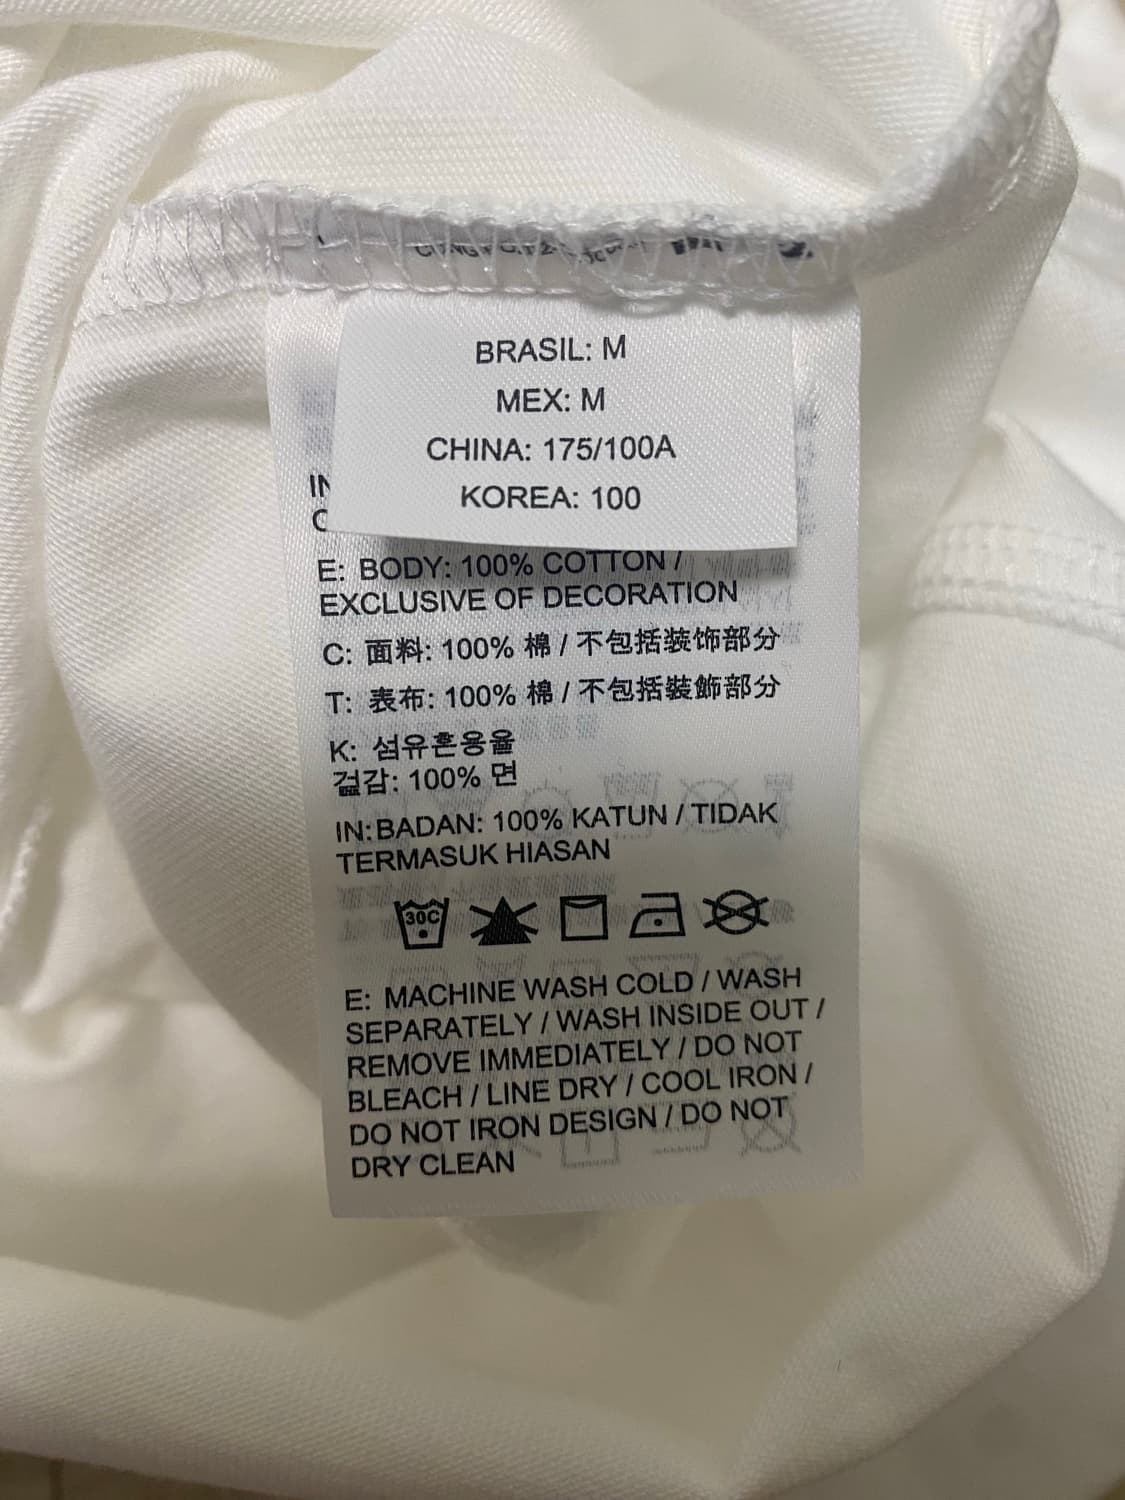 BRASIL: M
MEX: M
CHINA: 175/100A
KOREA: 100
E: BODY: 100% COTTON /
EXCLUSIVE OF DECORATION
C: 面料: 100% 棉 / 不包括装饰部分
T: 表布: 100% 棉 / 不包括裝飾部分
K: 섬유혼용율
겉감: 100% 면
IN: BADAN: 100% KATUN / TIDAK
TERMASUK HIASAN
30C
E: MACHINE WASH COLD / WASH
SEPARATELY / WASH INSIDE OUT /
REMOVE IMMEDIATELY / DO NOT
BLEACH / LINE DRY / COOL IRON /
DO NOT IRON DESIGN / DO NOT
DRY CLEAN